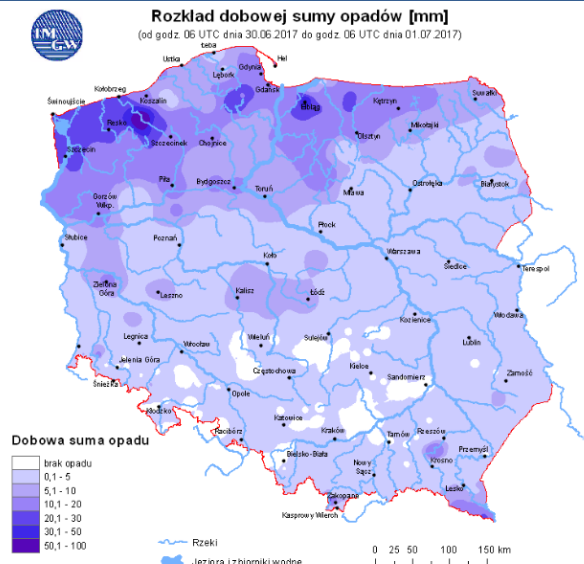 IM
GW
Rozkład dobowej sumy opadów [mm]
(od godz. 06 UTC dnia 30.06.2017 do godz. 06 UTC dnia 01.07.2017)
Łeba
Ustka
Hel
Lębork
Gdynia
Gdańsk
Kołobrzeg
Koszalin
Świnoujście
Elbląg
Kętrzyn
Suwałki
Resko
Szczecinek
Chojnice
Olsztyn
Mikołajki
Szczecin
Piła
Bydgoszcz
Toruń
Mława
Ostrołęka
Białystok
Gorzów
Wlkp.
Płock
Słubice
Poznań
Koło
Warszawa
Siedlce
Terespol
Zielona
Góra
Leszno
Kalisz
Łódź
Kozienice
Włodawa
Legnica
Wrocław
Wieluń
Sulejów
Lublin
Jelenia Góra
Śnieżka
Częstochowa
Kielce
Sandomierz
Zamość
Kłodzko
Opole
Racibórz
Katowice
Kraków
Tarnów
Rzeszów
Przemyśl
Bielsko-Biała
Nowy
Sącz
Krosno
Lesko
Zakopane
Kasprowy Wierch
Dobowa suma opadu
brak opadu
0,1 - 5
5,1 - 10
10,1 - 20
20,1 - 30
30,1 - 50
50,1 - 100
Rzeki
Jeziora i zbiorniki wodne
0 25 50 100 150 km